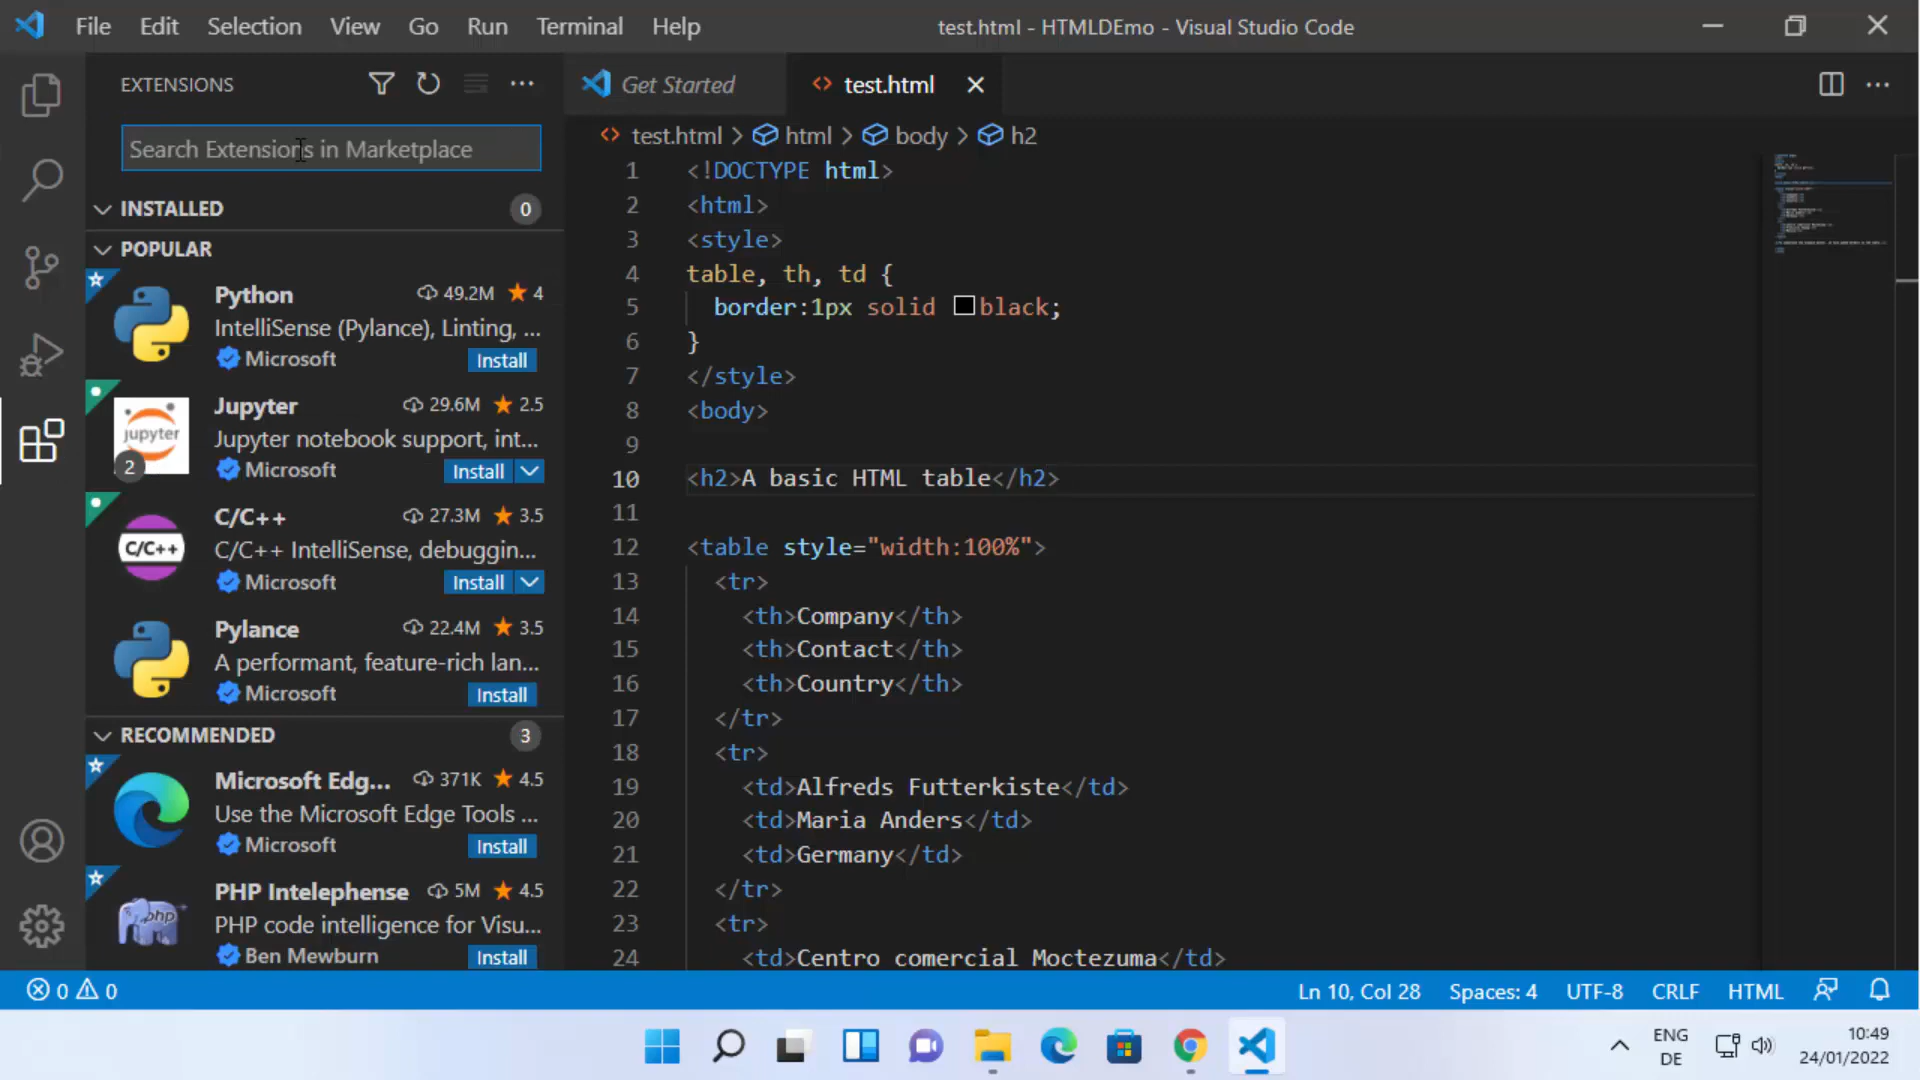 File Edit Selection View Go Run Terminal Help
test.html - HTMLDEmo - Visual Studio Code
EXTENSIONS
Search Extensions in Marketplace
INSTALLED 0
POPULAR
Python 49.2M 4
IntelliSense (Pylance), Linting, ...
Microsoft Install
Jupyter 29.6M 2.5
jupyter
Jupyter notebook support, int...
2 Microsoft Install
C/C++ 27.3M 3.5
C/C++
C/C++ IntelliSense, debuggin...
Microsoft Install
Pylance 22.4M 3.5
A performant, feature-rich lan...
Microsoft Install
RECOMMENDED 3
Microsoft Edg... 371K 4.5
Use the Microsoft Edge Tools ...
Microsoft Install
PHP Intelephense 5M 4.5
php
PHP code intelligence for Visu...
Ben Mewburn Install
Get Started
test.html
test.html > html > body > h2
1 <!DOCTYPE html>
2 <html>
3 <style>
4 table, th, td {
5 border:1px solid black;
6 }
7 </style>
8 <body>
9
10 <h2>A basic HTML table</h2>
11
12 <table style="width:100%">
13 <tr>
14 <th>Company</th>
15 <th>Contact</th>
16 <th>Country</th>
17 </tr>
18 <tr>
19 <td>Alfreds Futterkiste</td>
20 <td>Maria Anders</td>
21 <td>Germany</td>
22 </tr>
23 <tr>
24 <td>Centro comercial Moctezuma</td>
0 0
Ln 10, Col 28 Spaces: 4 UTF-8 CRLF HTML
ENG
DE
10:49
24/01/2022